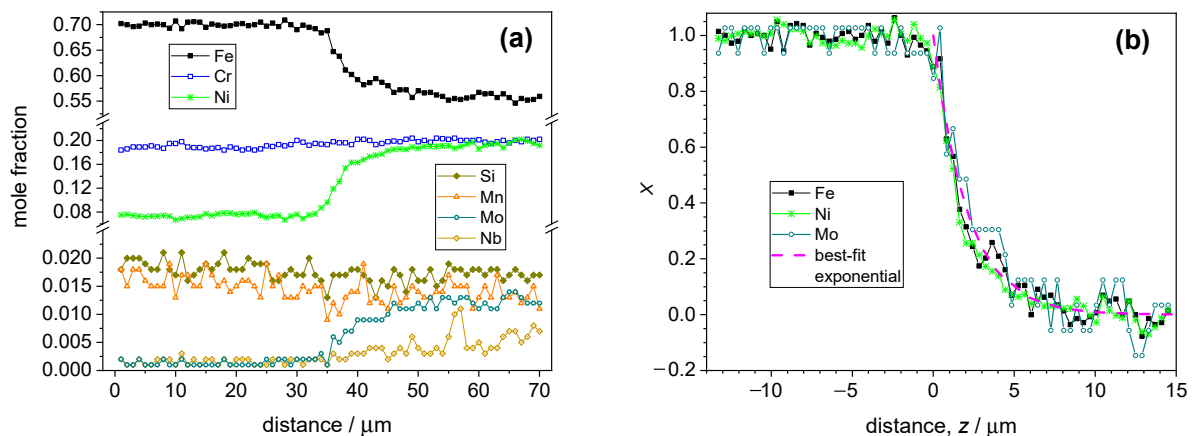 (a)
0.70
0.65
0.60
0.55
Fe
Cr
Ni
0.20
0.14
0.08
Si
Mn
Mo
Nb
0.020
0.015
0.010
0.005
0.000
0 10 20 30 40 50 60 70
mole fraction
distance / μm
(b)
1.0
0.8
0.6
0.4
0.2
0.0
−0.2
x
Fe
Ni
Mo
best-fit
exponential
−10 −5 0 5 10 15
distance, z / μm